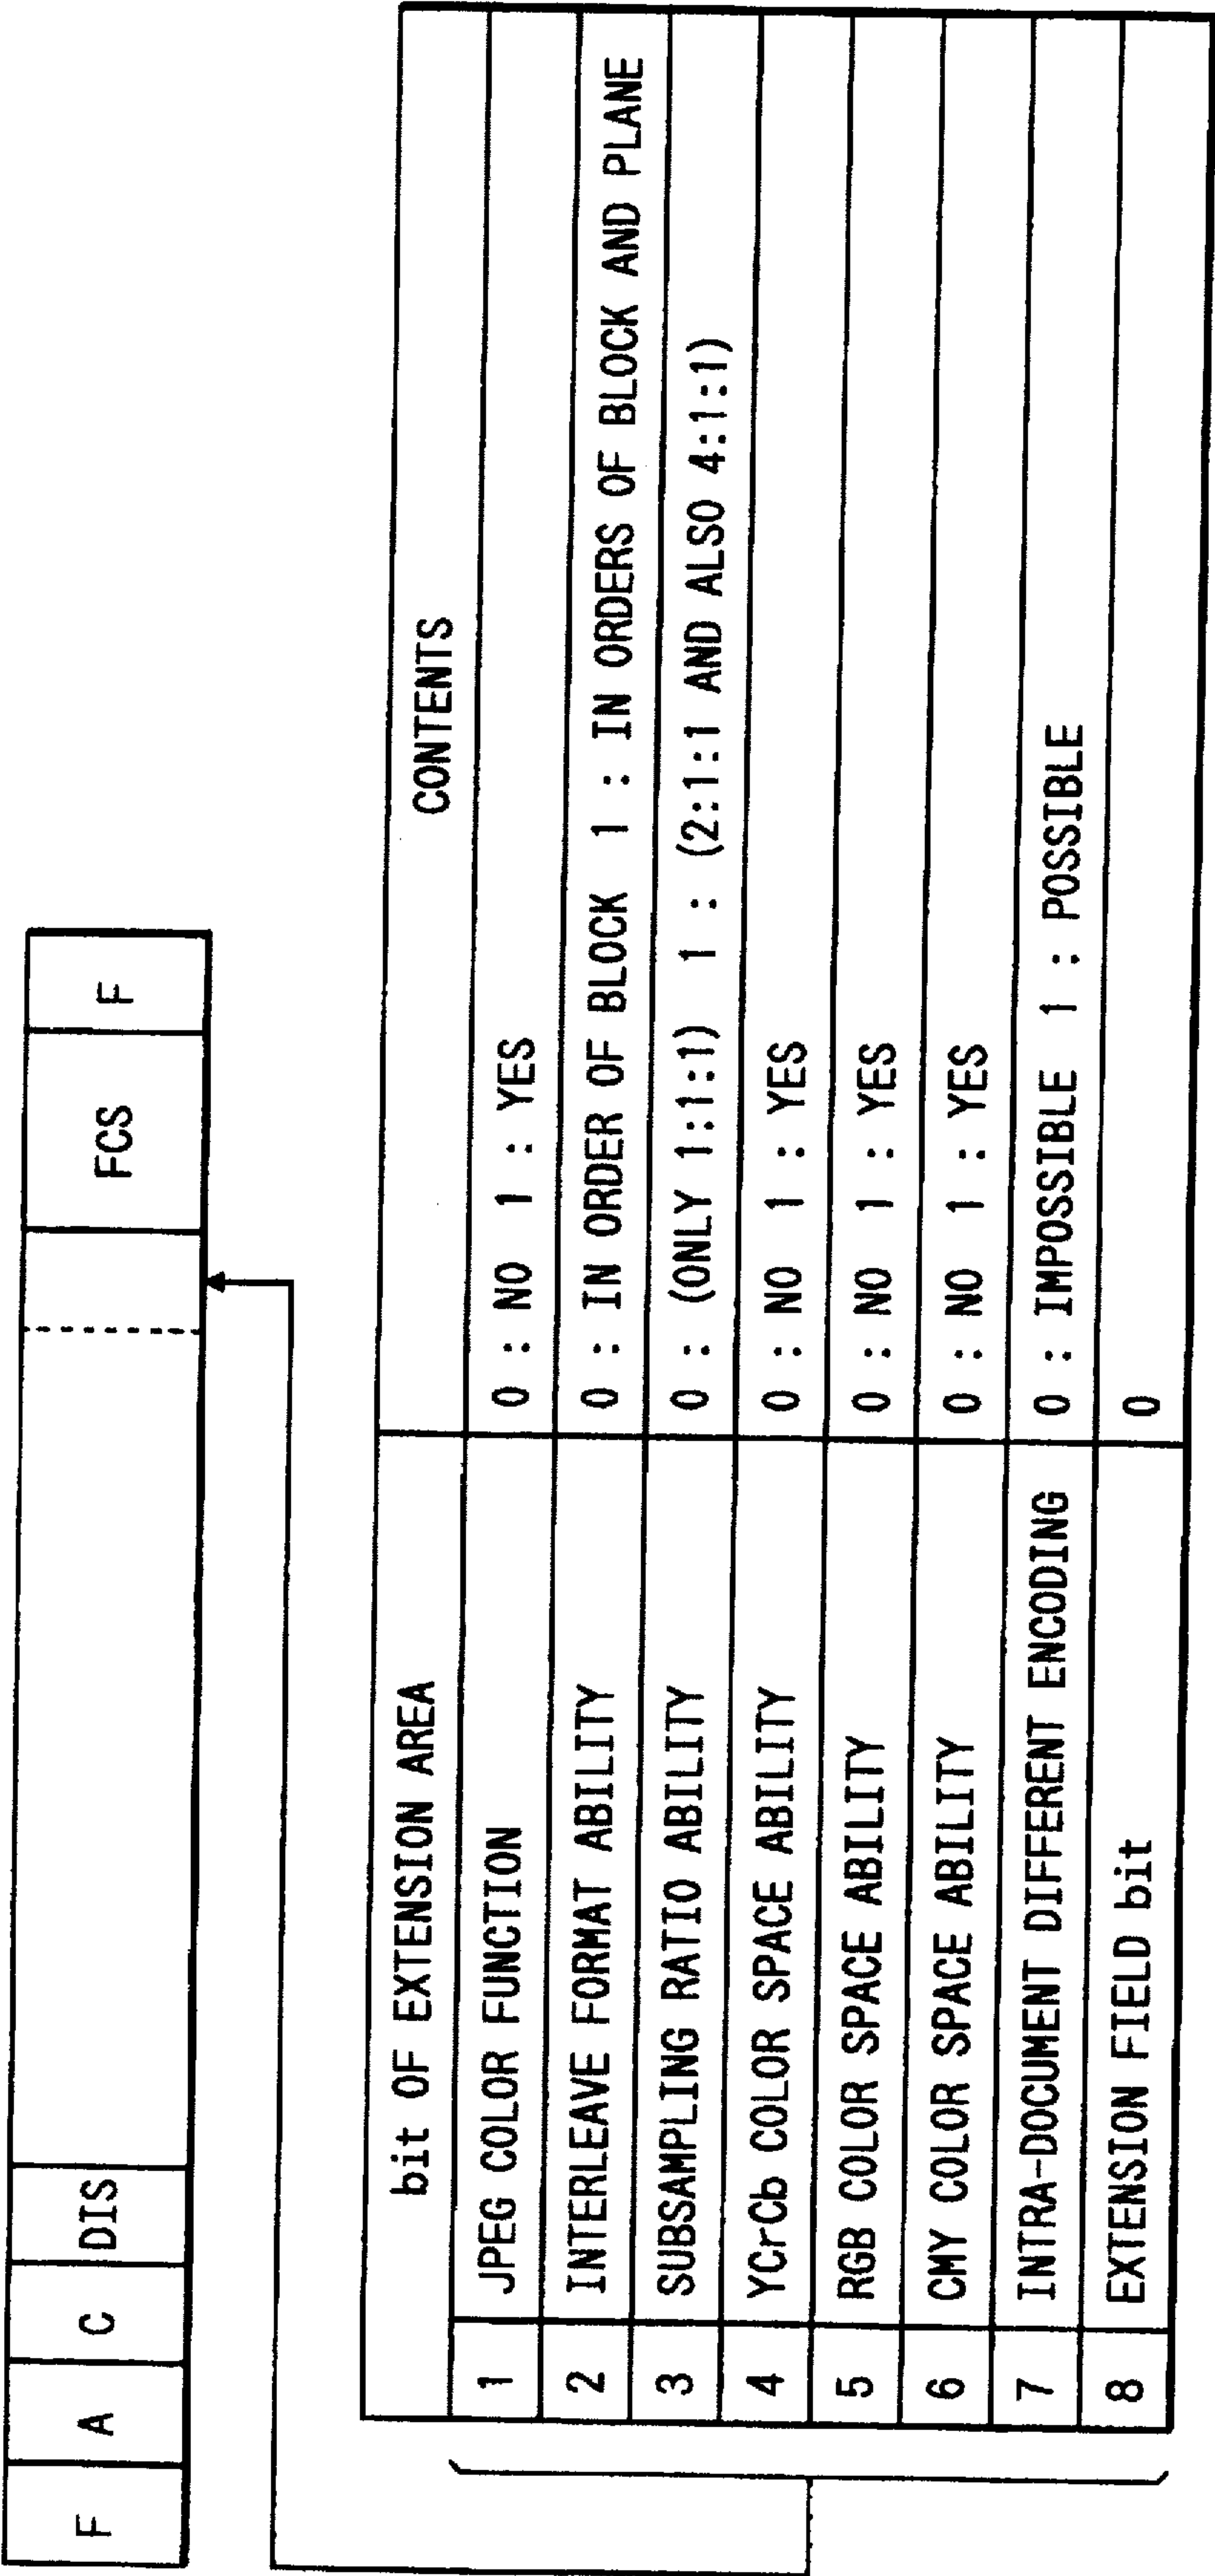 F A C DIS FCS F
bit OF EXTENSION AREA CONTENTS
1 JPEG COLOR FUNCTION 0 : NO 1 : YES
2 INTERLEAVE FORMAT ABILITY 0 : IN ORDER OF BLOCK 1 : IN ORDERS OF BLOCK AND PLANE
3 SUBSAMPLING RATIO ABILITY 0 : (ONLY 1:1:1) 1 : (2:1:1 AND ALSO 4:1:1)
4 YCrCb COLOR SPACE ABILITY 0 : NO 1 : YES
5 RGB COLOR SPACE ABILITY 0 : NO 1 : YES
6 CMY COLOR SPACE ABILITY 0 : NO 1 : YES
7 INTRA-DOCUMENT DIFFERENT ENCODING 0 : IMPOSSIBLE 1 : POSSIBLE
8 EXTENSION FIELD bit 0